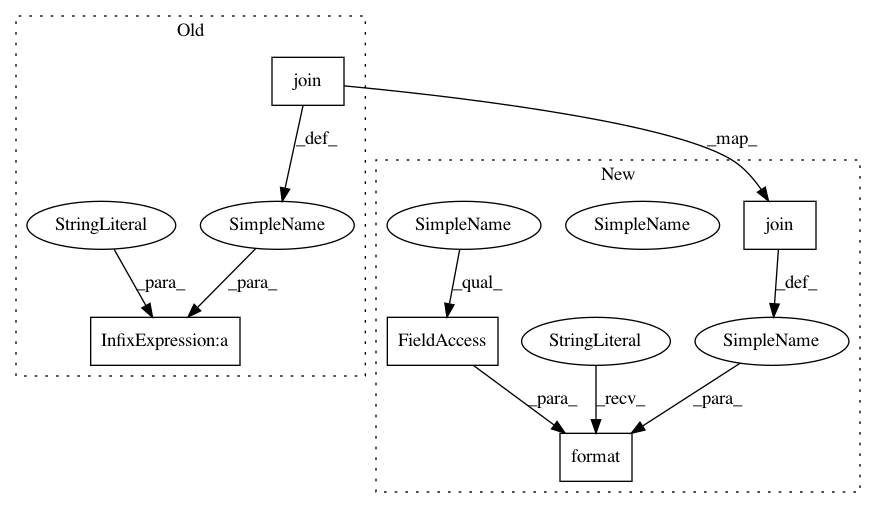 Old
join
_def_
_map_
New
StringLiteral
SimpleName
SimpleName
SimpleName
join
_para_
_para_
_qual_
_def_
InfixExpression:a
FieldAccess
StringLiteral
SimpleName
_para_
_recv_
_para_
format